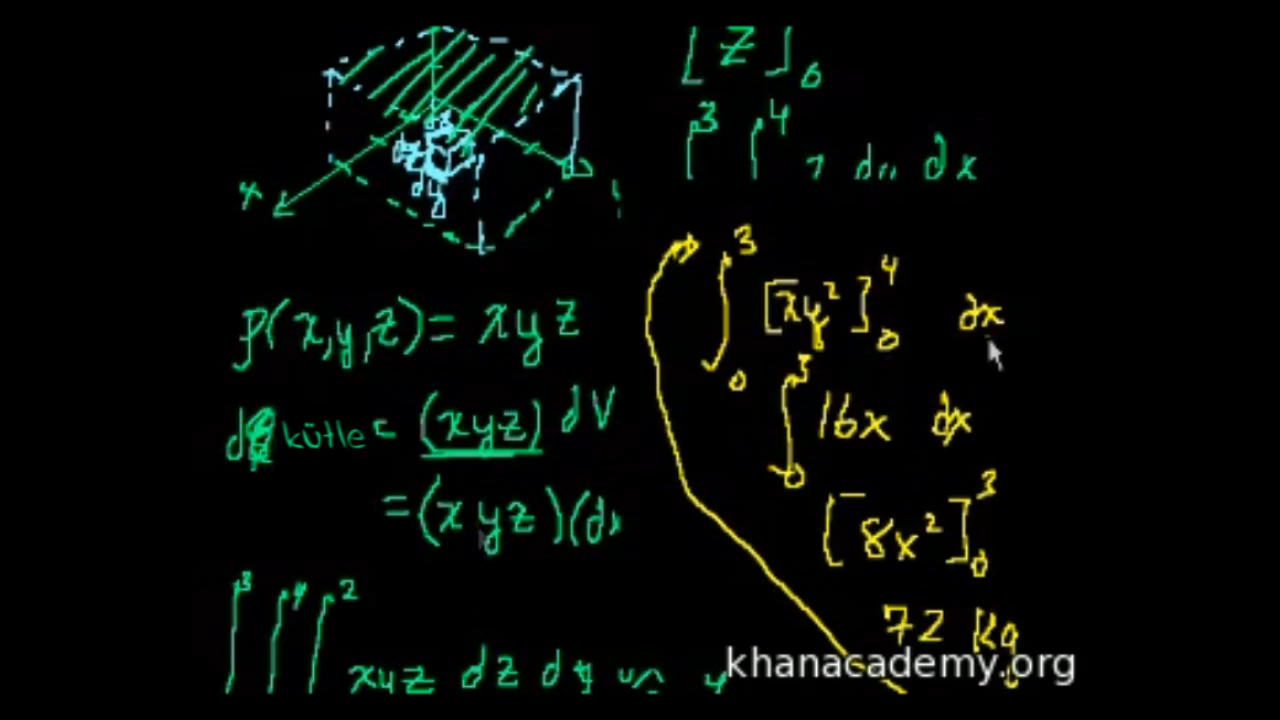 x
[z]₀
∫³ ∫⁴ dx
ρ(x,y,z) = xyz
kütle = (xyz) dV
= (xyz)(dx
∫³ ∫⁴ ∫² xyz dz dy
∫₀³ [xy²]₀⁴ dx
∫₀³ 16x dx
[8x²]₀³
72 kg
khanacademy.org